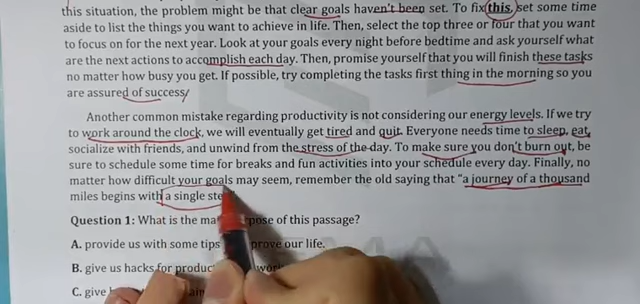 this situation, the problem might be that clear goals haven't been set. To fix this, set some time
aside to list the things you want to achieve in life. Then, select the top three or four that you want
to focus on for the next year. Look at your goals every night before bedtime and ask yourself what
are the next actions to accomplish each day. Then, promise yourself that you will finish these tasks
no matter how busy you get. If possible, try completing the tasks first thing in the morning so you
are assured of success.
Another common mistake regarding productivity is not considering our energy levels. If we try
to work around the clock, we will eventually get tired and quit. Everyone needs time to sleep, eat,
socialize with friends, and unwind from the stress of the day. To make sure you don't burn out, be
sure to schedule some time for breaks and fun activities into your schedule every day. Finally, no
matter how difficult your goals may seem, remember the old saying that "a journey of a thousand
miles begins with a single
Question 1: What is the of this passage?
A. provide us with some tips our life.
B. give us hacks for
C. give